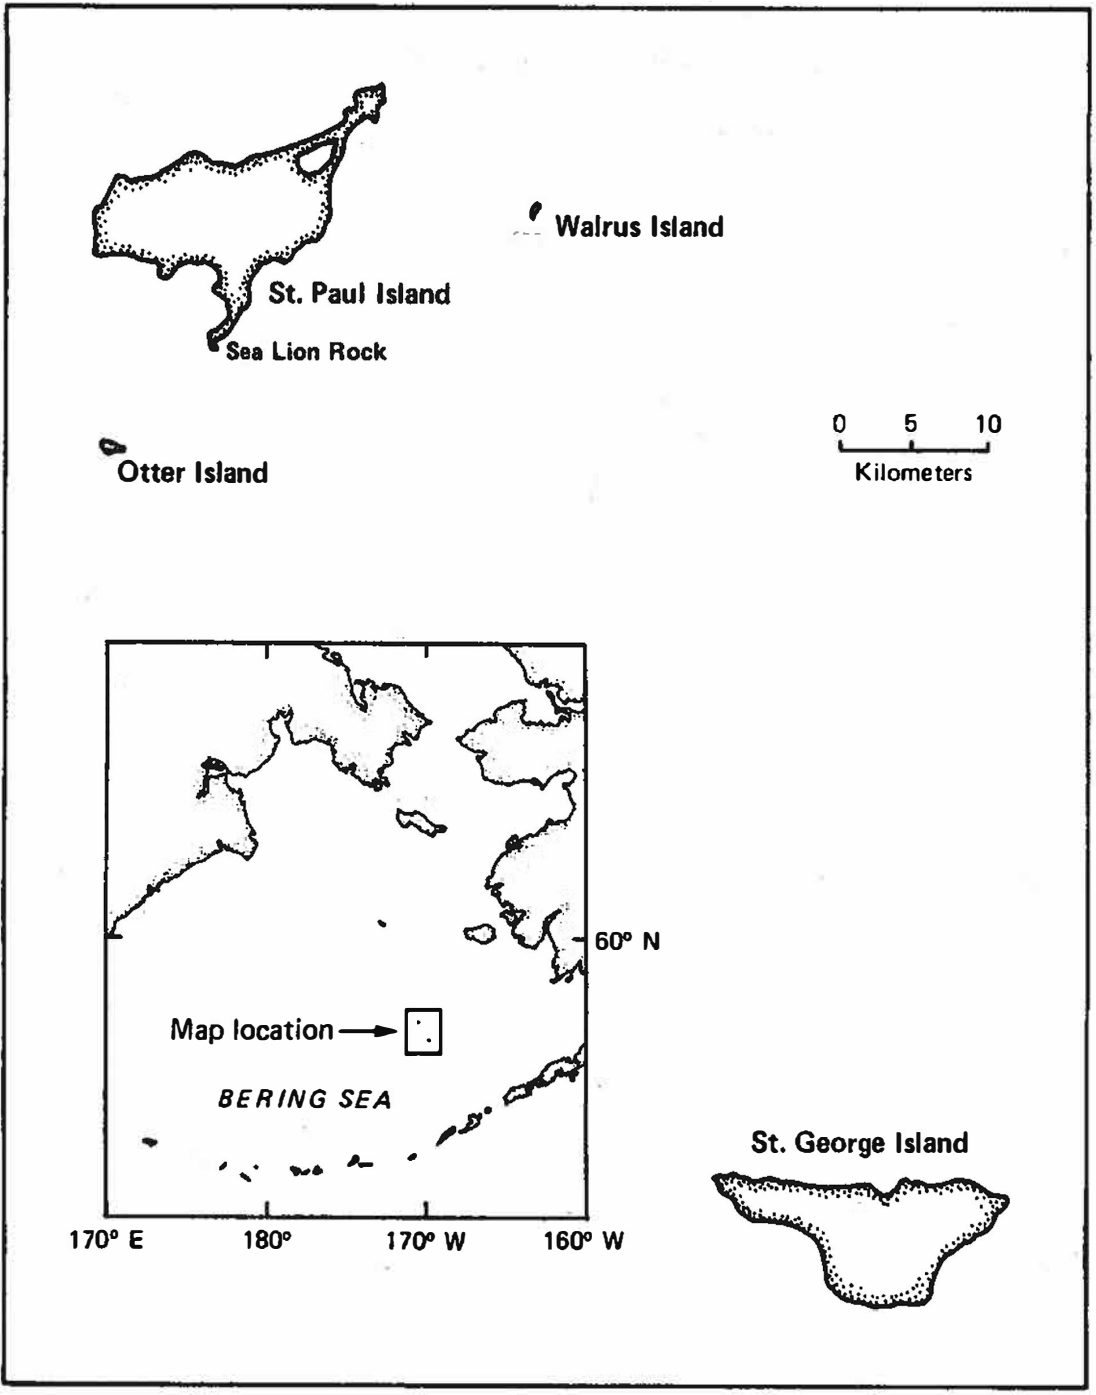 Walrus Island
St. Paul Island
Sea Lion Rock
0 5 10
Kilometers
Otter Island
60° N
Map location
BERING SEA
St. George Island
170° E 180° 170° W 160° W